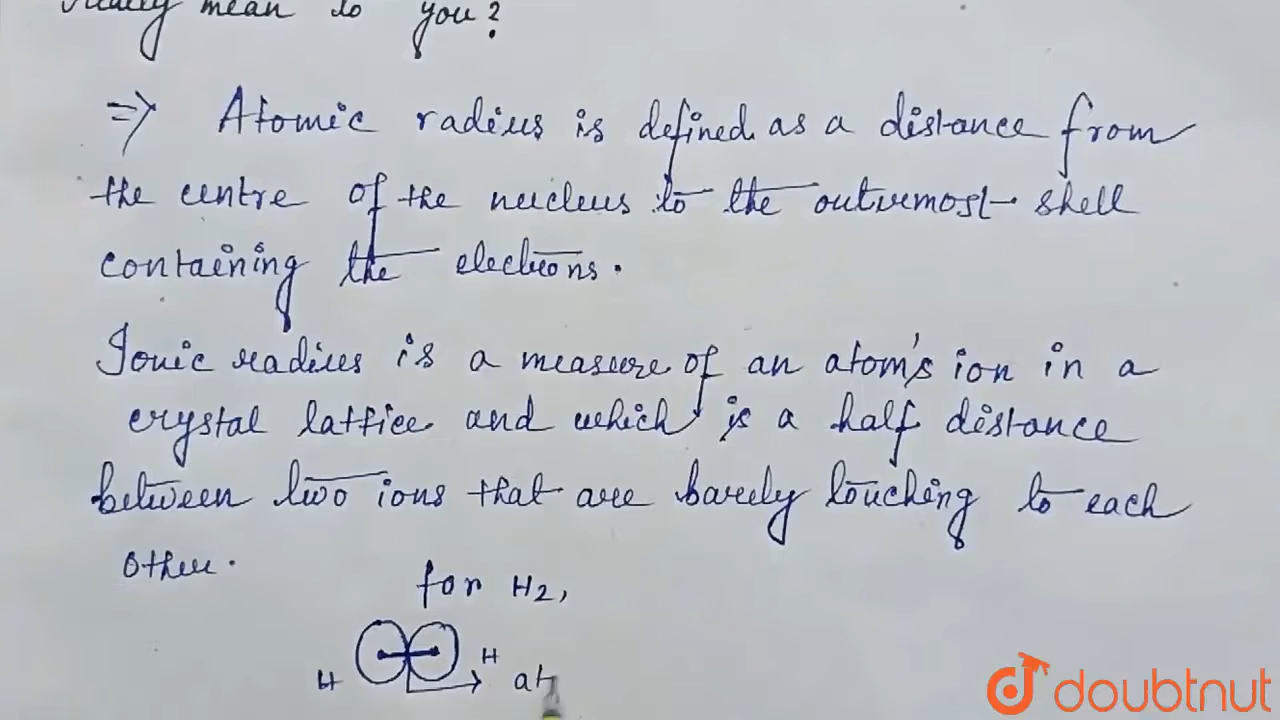 mean to you?
=> Atomic radius is defined as a distance from
the centre of the nucleus to the outermost shell
containing the electrons.
Ionic radius is a measure of an atom's ion in a
crystal lattice and which is a half distance
between two ions that are barely touching to each
other.
for H2,
H H at
doubtnut